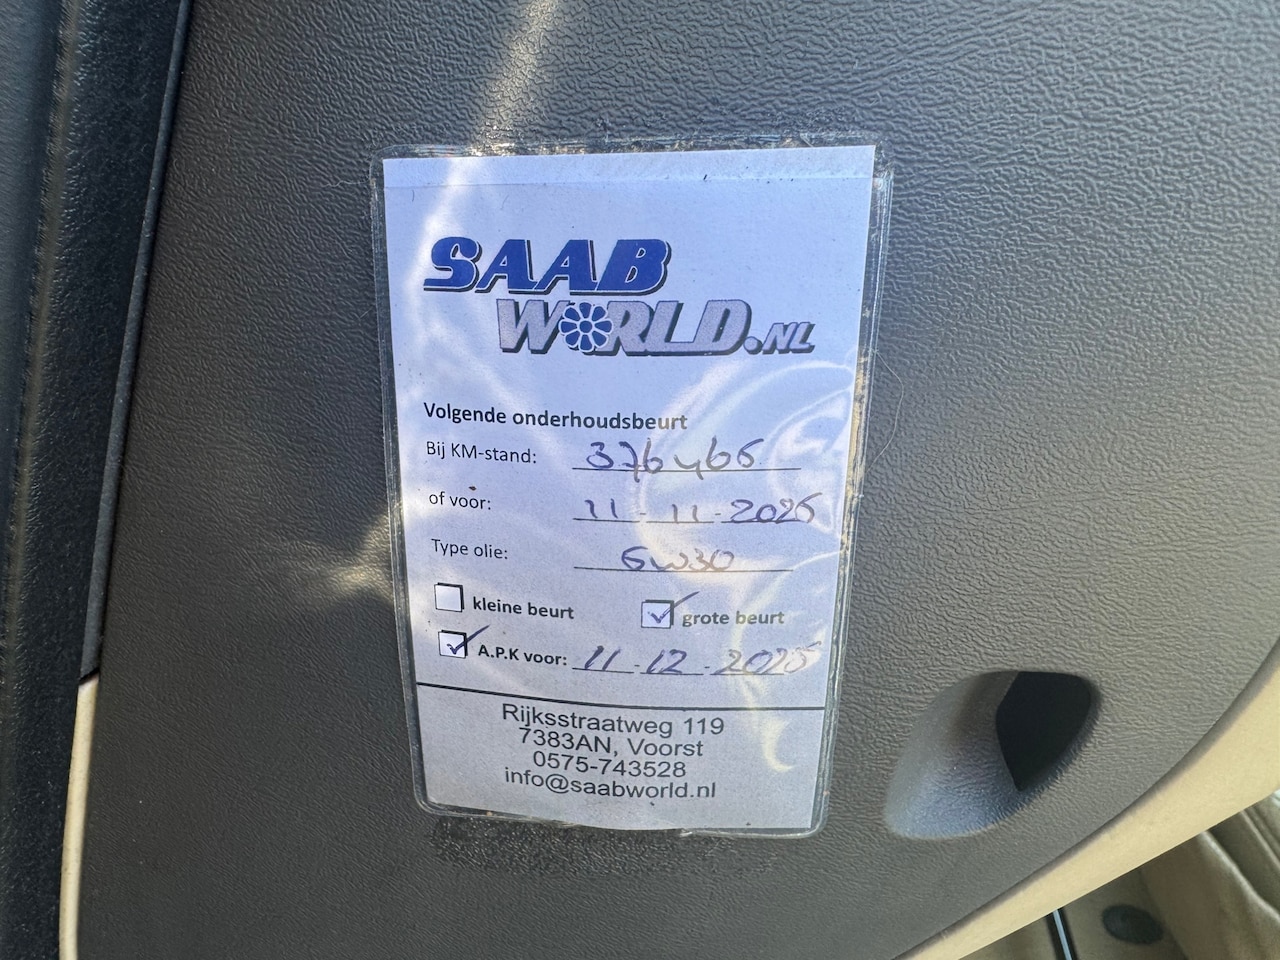 SAAB
WORLD.NL
Volgende onderhoudsbeurt
Bij KM-stand: 376466
of voor: 11-11-2025
Type olie: 5W30
kleine beurt grote beurt
A.P.K voor: 11-12-2025
Rijksstraatweg 119
7383AN, Voorst
0575-743528
info@saabworld.nl